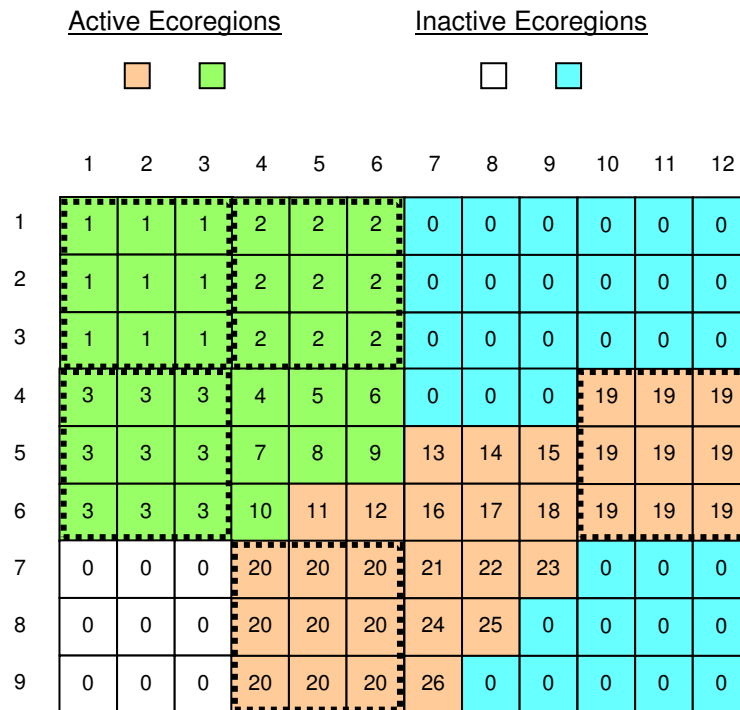 Active Ecoregions Inactive Ecoregions
1 2 3 4 5 6 7 8 9 10 11 12
1 1 1 1 2 2 2 0 0 0 0 0 0
2 1 1 1 2 2 2 0 0 0 0 0 0
3 1 1 1 2 2 2 0 0 0 0 0 0
4 3 3 3 4 5 6 0 0 0 19 19 19
5 3 3 3 7 8 9 13 14 15 19 19 19
6 3 3 3 10 11 12 16 17 18 19 19 19
7 0 0 0 20 20 20 21 22 23 0 0 0
8 0 0 0 20 20 20 24 25 0 0 0 0
9 0 0 0 20 20 20 26 0 0 0 0 0